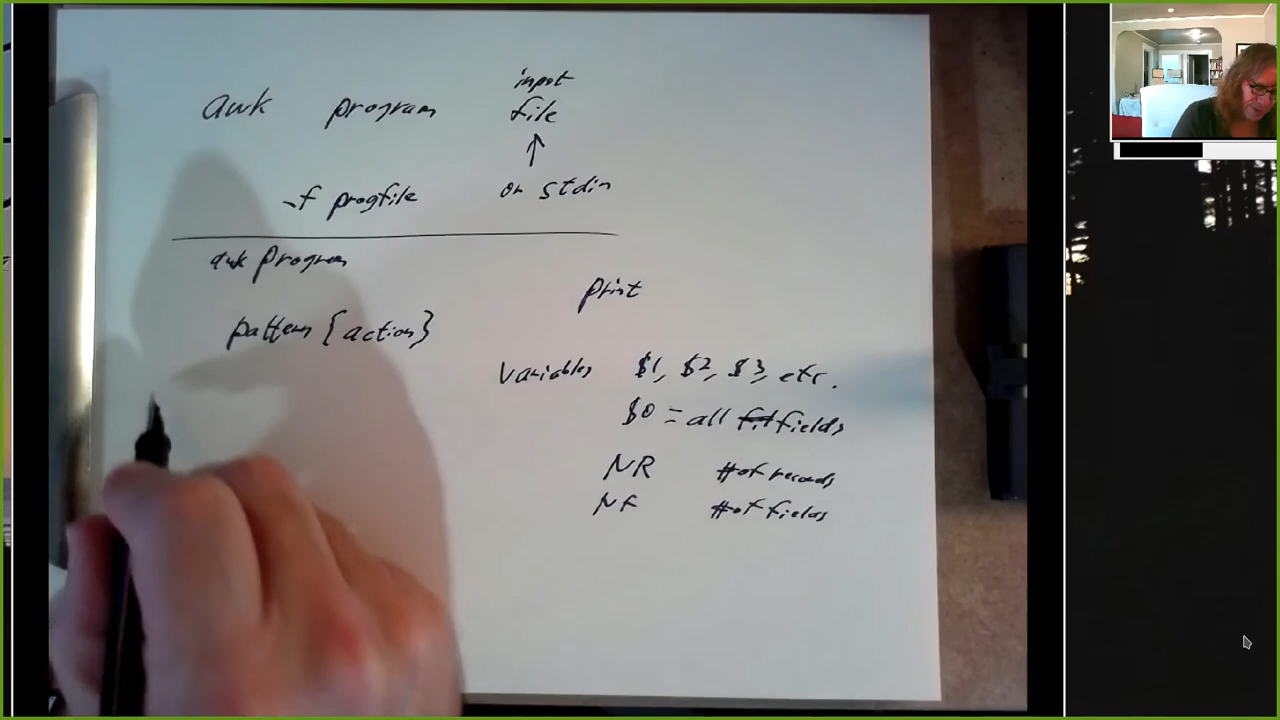 input
awk program file
↑
-f progfile or stdin
awk program
print
pattern {action}
variables $1, $2, $3, etc.
$0 = all fields
NR # of records
NF # of fields